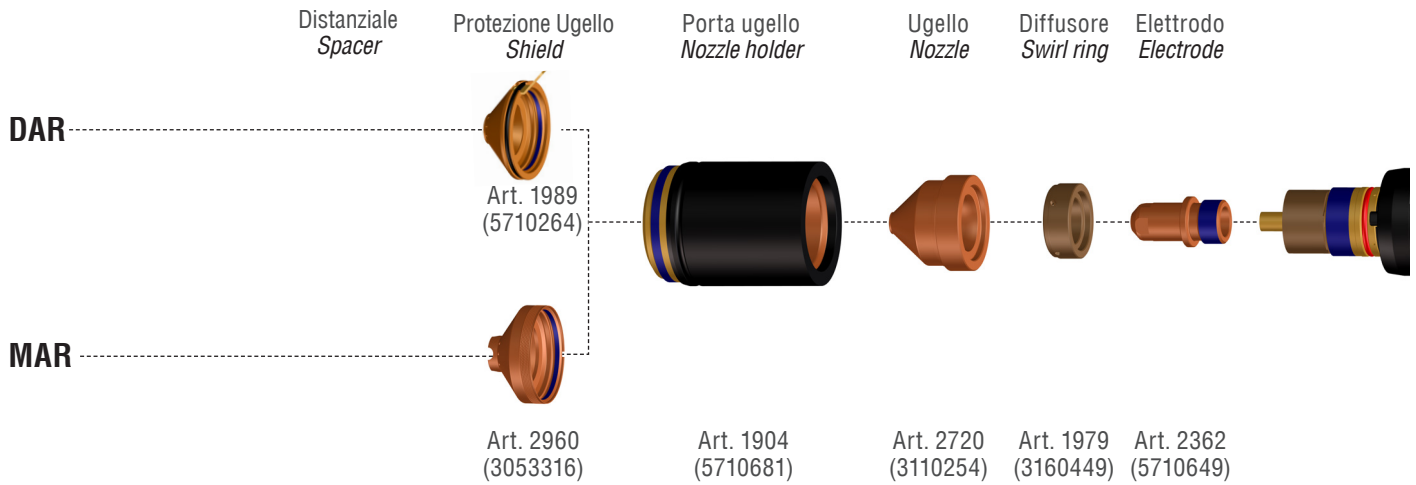 Distanziale
Spacer
Protezione Ugello
Shield
Porta ugello
Nozzle holder
Ugello
Nozzle
Diffusore
Swirl ring
Elettrodo
Electrode
DAR
Art. 1989
(5710264)
MAR
Art. 2960
(3053316)
Art. 1904
(5710681)
Art. 2720
(3110254)
Art. 1979
(3160449)
Art. 2362
(5710649)